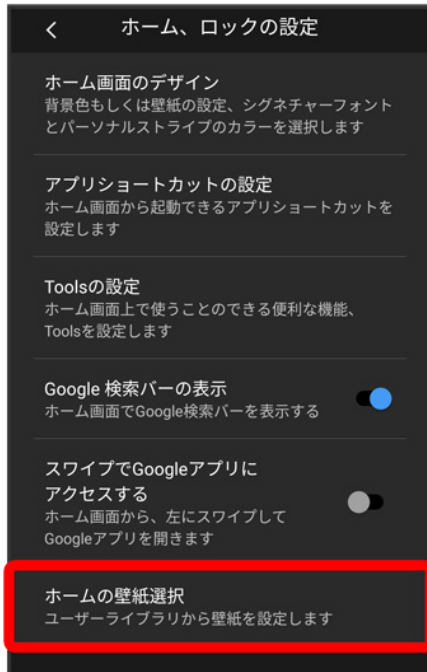 ホーム、ロックの設定
ホーム画面のデザイン
背景色もしくは壁紙の設定、シグネチャーフォント
とパーソナルストライプのカラーを選択します
アプリショートカットの設定
ホーム画面から起動できるアプリショートカットを
設定します
Toolsの設定
ホーム画面上で使うことのできる便利な機能、
Toolsを設定します
Google 検索バーの表示
ホーム画面でGoogle検索バーを表示する
スワイプでGoogleアプリに
アクセスする
ホーム画面から、左にスワイプして
Googleアプリを開きます
ホームの壁紙選択
ユーザーライブラリから壁紙を設定します